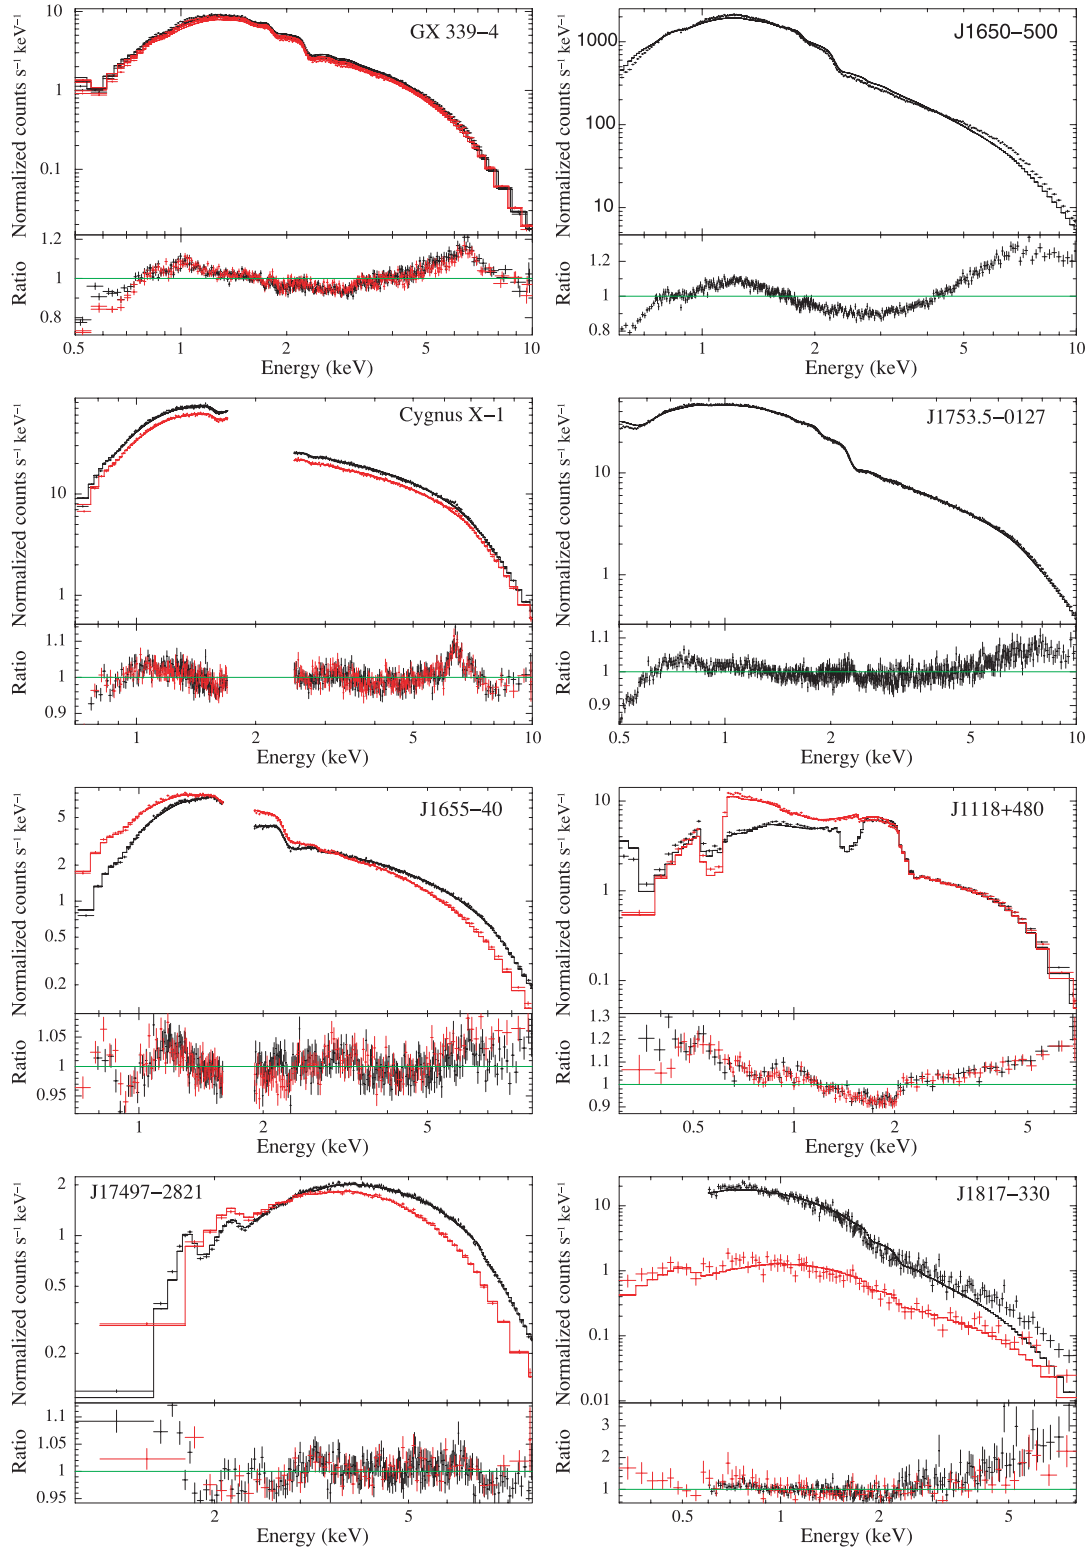 GX 339−4
Normalized counts s⁻¹ keV⁻¹
10
1
0.1
Ratio
1.2
1
0.8
0.5 1 2 5 10
Energy (keV)
J1650−500
Normalized counts s⁻¹ keV⁻¹
1000
100
10
Ratio
1.2
1
0.8
1 2 5 10
Energy (keV)
Cygnus X−1
Normalized counts s⁻¹ keV⁻¹
10
1
Ratio
1.1
1
0.9
1 2 5 10
Energy (keV)
J1753.5−0127
Normalized counts s⁻¹ keV⁻¹
10
1
Ratio
1.1
1
0.9
0.5 1 2 5 10
Energy (keV)
J1655−40
Normalized counts s⁻¹ keV⁻¹
5
2
1
0.5
0.2
Ratio
1.05
1
0.95
1 2 5
Energy (keV)
J1118+480
Normalized counts s⁻¹ keV⁻¹
10
1
0.1
Ratio
1.3
1.2
1.1
1
0.9
0.5 1 2 5
Energy (keV)
J17497−2821
Normalized counts s⁻¹ keV⁻¹
2
1
0.5
0.2
Ratio
1.1
1.05
1
0.95
2 5
Energy (keV)
J1817−330
Normalized counts s⁻¹ keV⁻¹
10
1
0.1
0.01
Ratio
3
2
1
0.5 1 2 5
Energy (keV)